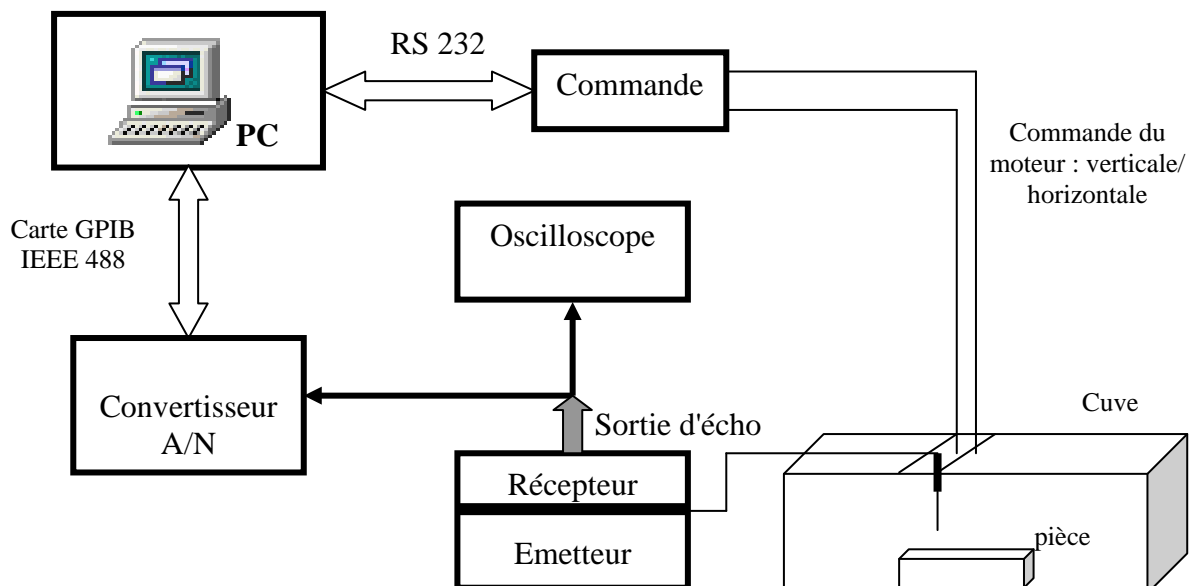 RS 232
Commande
PC
Commande du
moteur : verticale/
horizontale
Carte GPIB
IEEE 488
Oscilloscope
Convertisseur
A/N
Sortie d'écho
Cuve
Récepteur
Emetteur
pièce